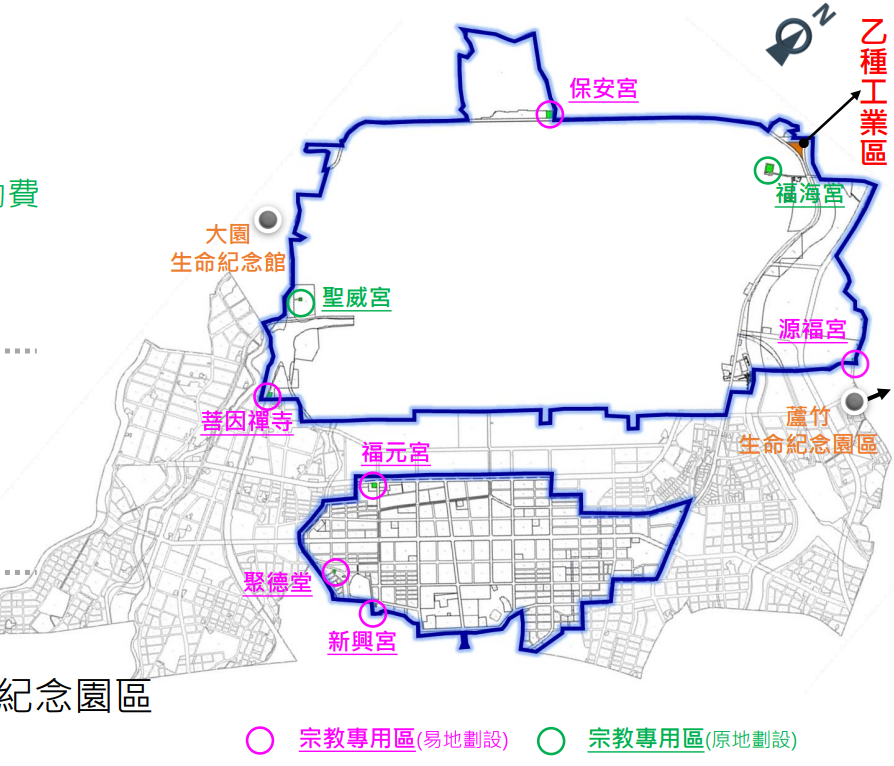 N
乙種工業區
保安宮
的費
福海宮
大園
生命紀念館
聖威宮
源福宮
善因禪寺
蘆竹
生命紀念園區
福元宮
聚德堂
新興宮
紀念園區
宗教專用區(易地劃設)
宗教專用區(原地劃設)